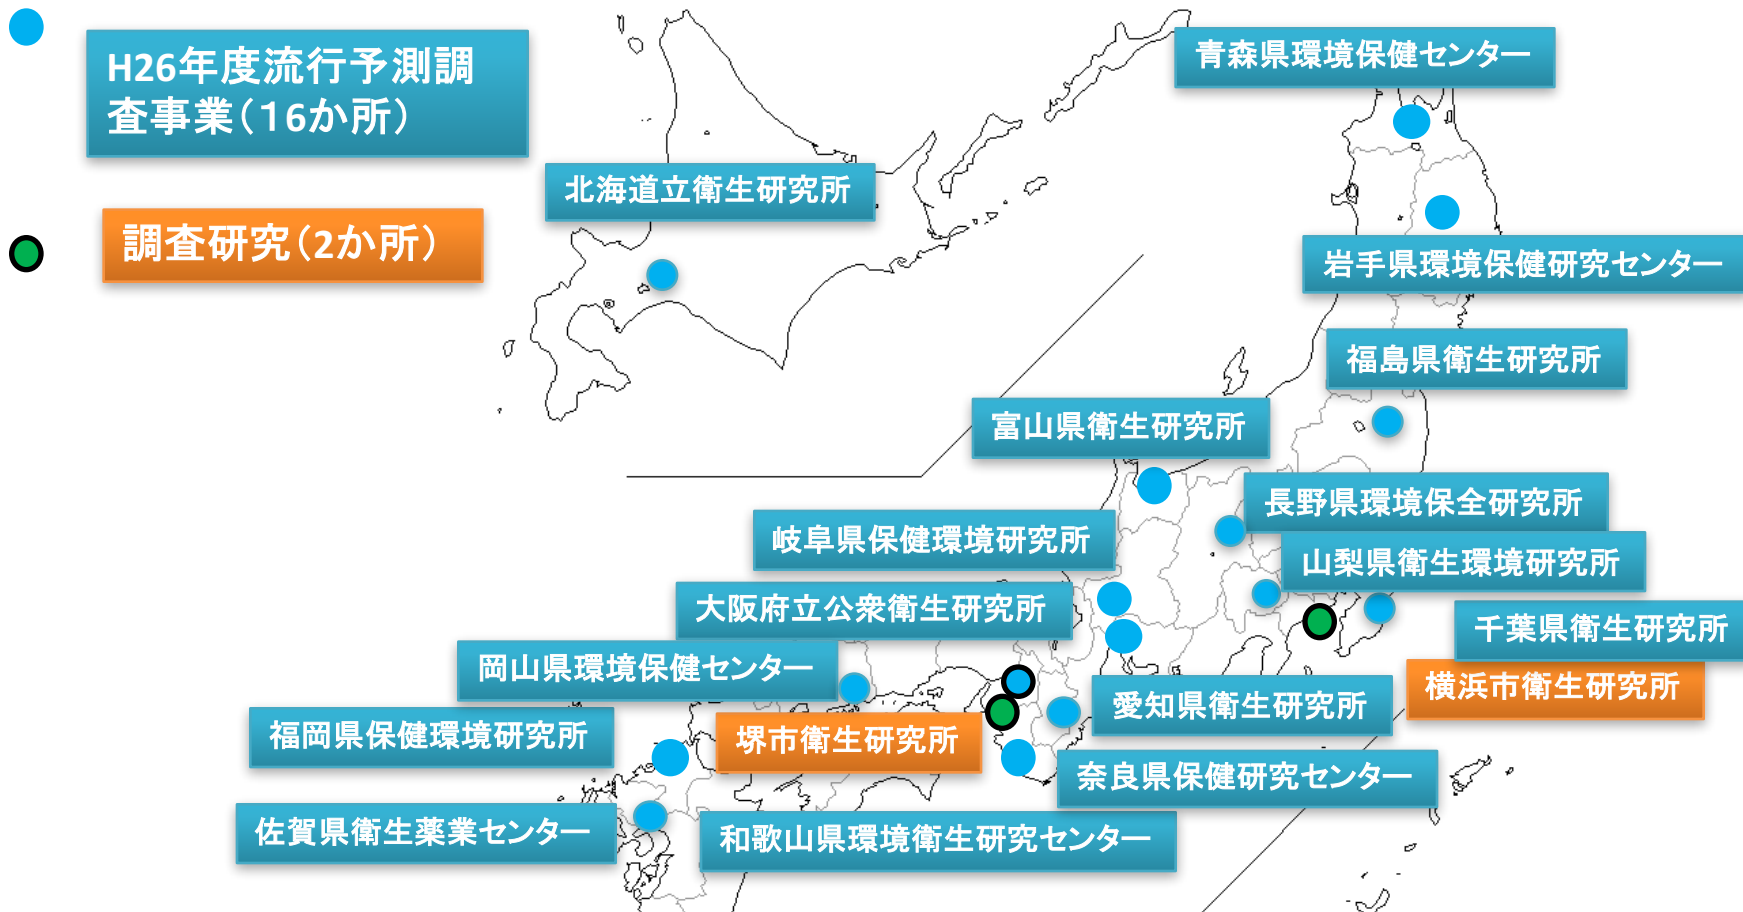 H26年度流行予測調
査事業(16か所)
調査研究(2か所)
青森県環境保健センター
北海道立衛生研究所
岩手県環境保健研究センター
福島県衛生研究所
富山県衛生研究所
長野県環境保全研究所
岐阜県保健環境研究所
山梨県衛生環境研究所
大阪府立公衆衛生研究所
千葉県衛生研究所
岡山県環境保健センター
横浜市衛生研究所
愛知県衛生研究所
福岡県保健環境研究所
堺市衛生研究所
奈良県保健研究センター
佐賀県衛生薬業センター
和歌山県環境衛生研究センター